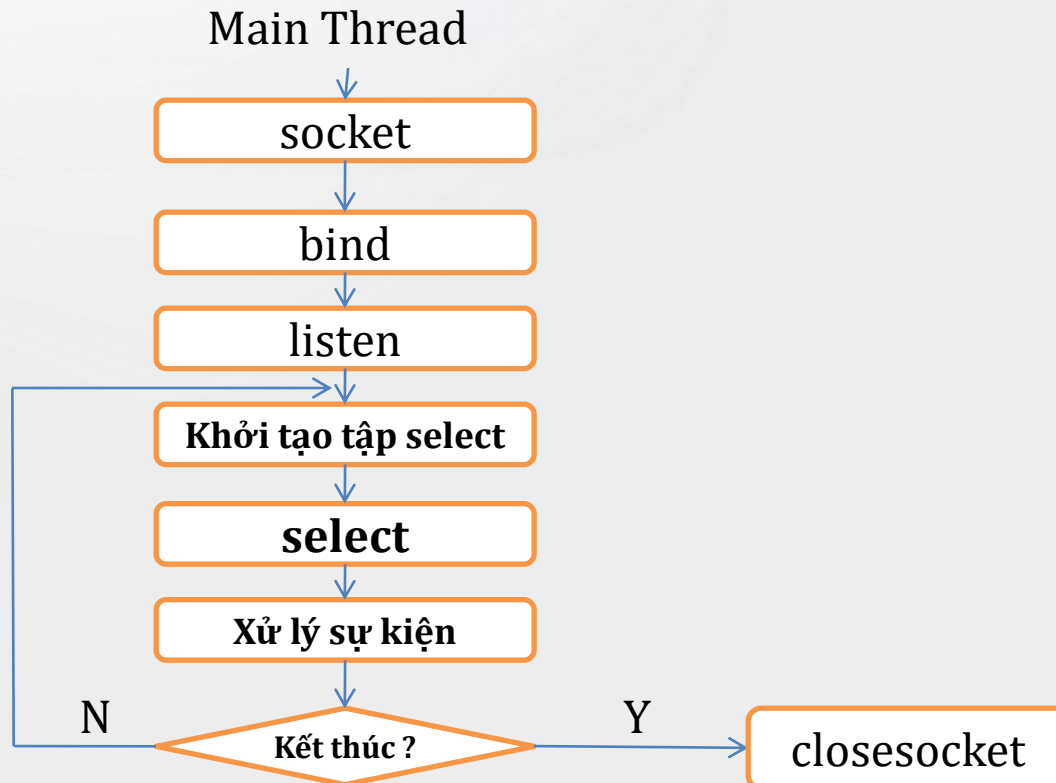 Main Thread
socket
bind
listen
Khởi tạo tập select
select
Xử lý sự kiện
N
Kết thúc ?
Y
closesocket